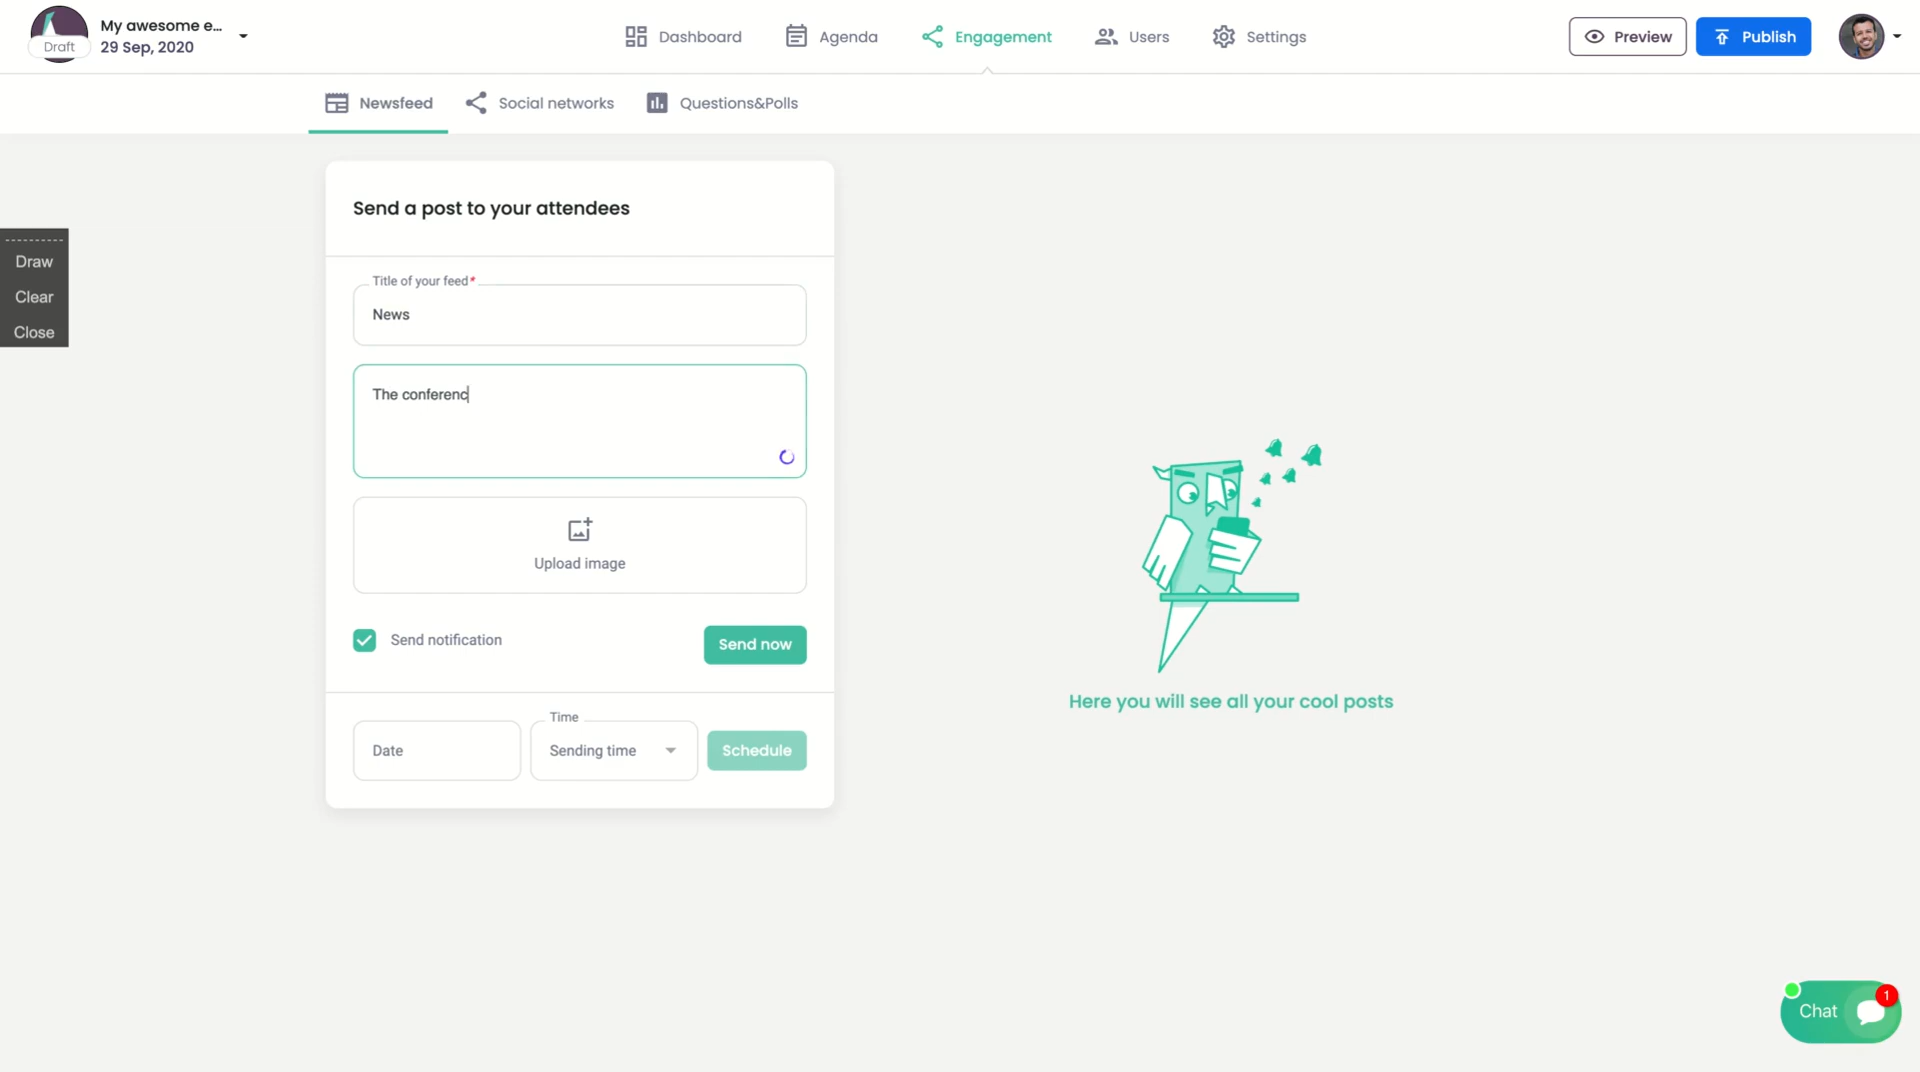 My awesome e...
Draft
29 Sep, 2020
Dashboard
Agenda
Engagement
Users
Settings
Preview
Publish
Newsfeed
Social networks
Questions&Polls
Send a post to your attendees
Draw
Clear
Close
Title of your feed*
News
The conferenc
Upload image
Send notification
Send now
Here you will see all your cool posts
Time
Date
Sending time
Schedule
1
Chat